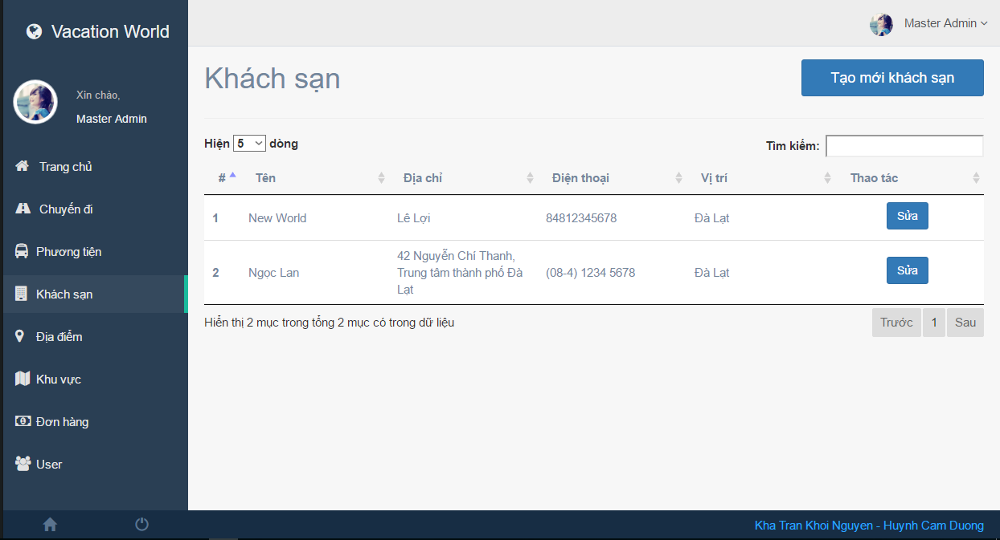 Vacation World
Master Admin
Xin chào,
Master Admin
Trang chủ
Chuyến đi
Phương tiện
Khách sạn
Địa điểm
Khu vực
Đơn hàng
User
Khách sạn
Tạo mới khách sạn
Hiện 5 dòng
Tìm kiếm:
# Tên Địa chỉ Điện thoại Vị trí Thao tác
1 New World Lê Lợi 84812345678 Đà Lạt Sửa
2 Ngọc Lan 42 Nguyễn Chí Thanh, Trung tâm thành phố Đà Lạt (08-4) 1234 5678 Đà Lạt Sửa
Hiển thị 2 mục trong tổng 2 mục có trong dữ liệu
Trước 1 Sau
Kha Tran Khoi Nguyen - Huynh Cam Duong